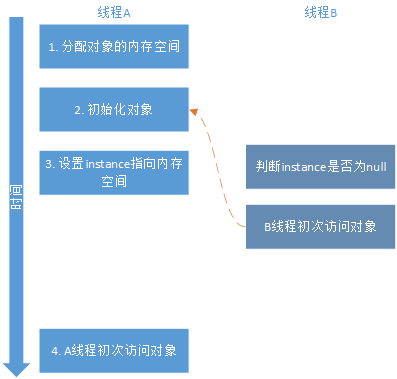 线程A
线程B
1. 分配对象的内存空间
2. 初始化对象
3. 设置instance指向内存
空间
判断instance是否为null
时间
B线程初次访问对象
4. A线程初次访问对象